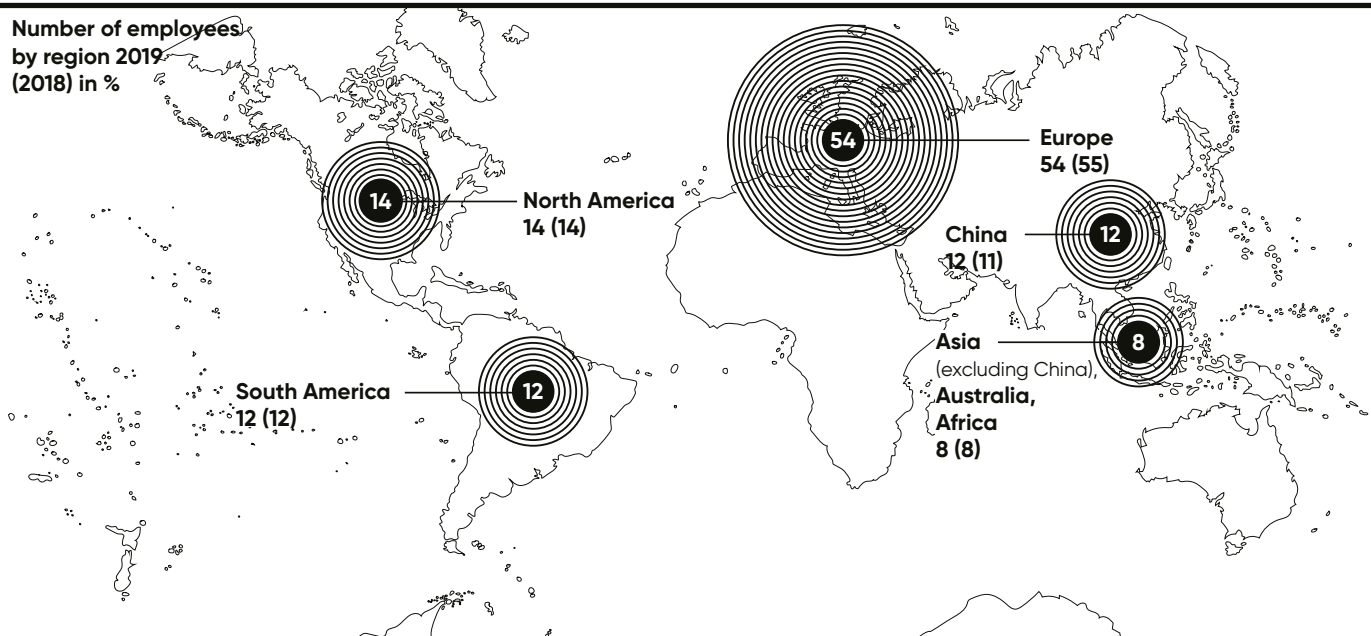 Number of employees
by region 2019
(2018) in %
54
Europe
54 (55)
14
North America
14 (14)
China
12 (11)
12
Asia
(excluding China),
Australia,
Africa
8 (8)
8
South America
12 (12)
12